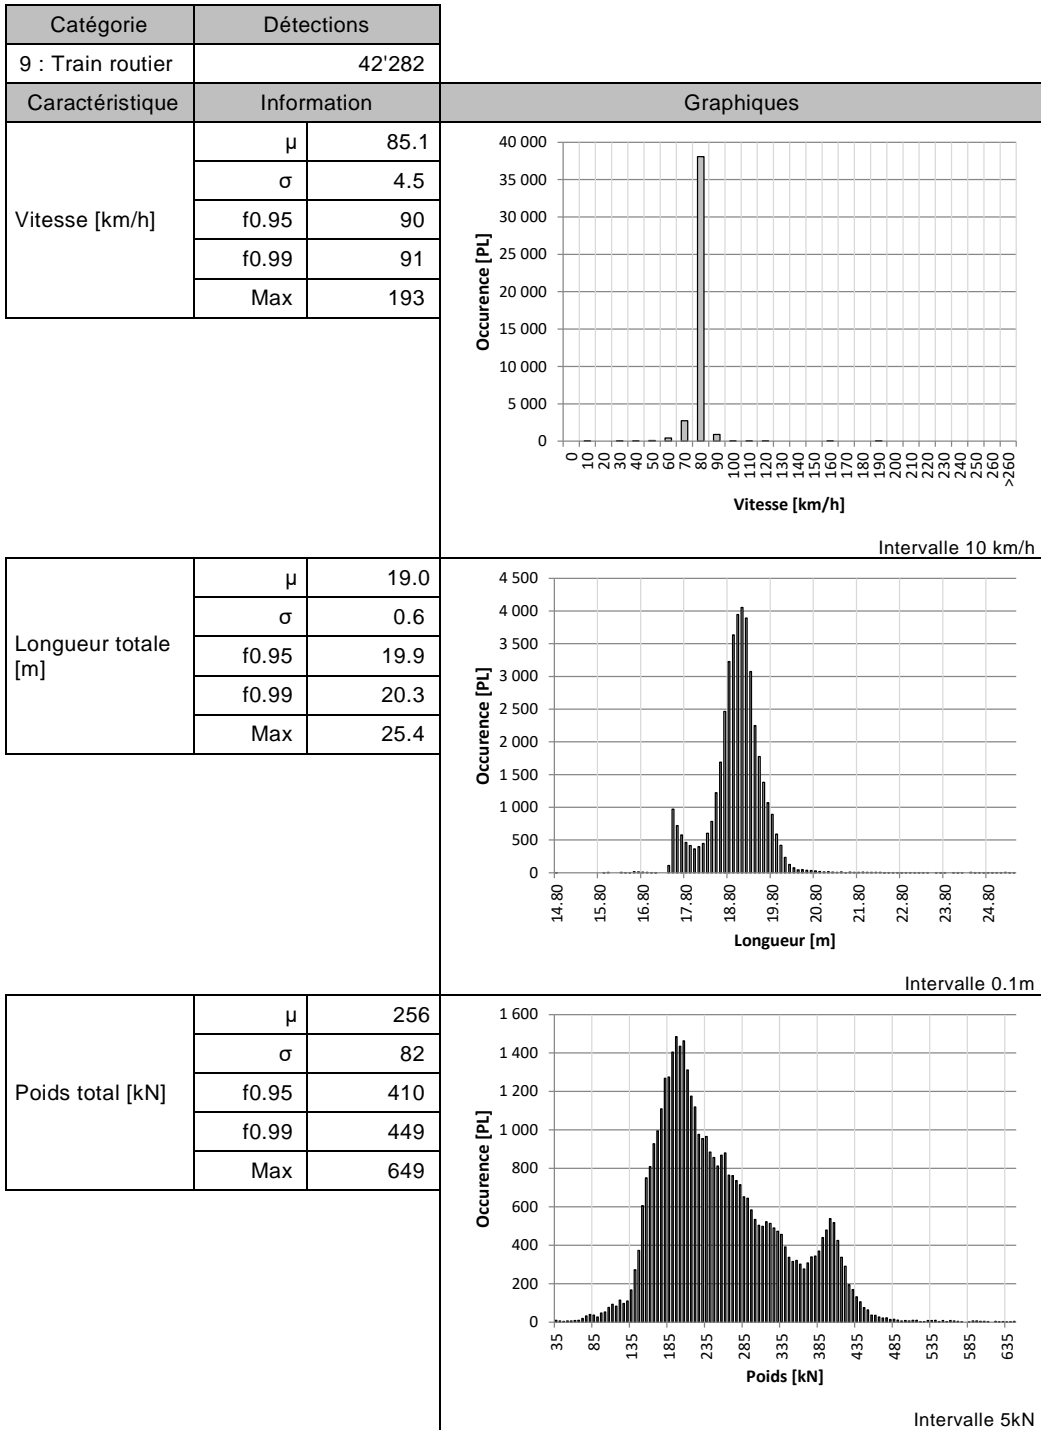 Catégorie Détections
9 : Train routier 42'282
Caractéristique Information Graphiques
Vitesse [km/h]
µ 85.1
σ 4.5
f0.95 90
f0.99 91
Max 193
Occurence [PL]
40 000
35 000
30 000
25 000
20 000
15 000
10 000
5 000
0
0 10 20 30 40 50 60 70 80 90 100 110 120 130 140 150 160 170 180 190 200 210 220 230 240 250 260 >260
Vitesse [km/h]
Intervalle 10 km/h
Longueur totale
[m]
µ 19.0
σ 0.6
f0.95 19.9
f0.99 20.3
Max 25.4
Occurence [PL]
4 500
4 000
3 500
3 000
2 500
2 000
1 500
1 000
500
0
14.80 15.80 16.80 17.80 18.80 19.80 20.80 21.80 22.80 23.80 24.80
Longueur [m]
Intervalle 0.1m
Poids total [kN]
µ 256
σ 82
f0.95 410
f0.99 449
Max 649
Occurence [PL]
1 600
1 400
1 200
1 000
800
600
400
200
0
35 85 135 185 235 285 335 385 435 485 535 585 635
Poids [kN]
Intervalle 5kN